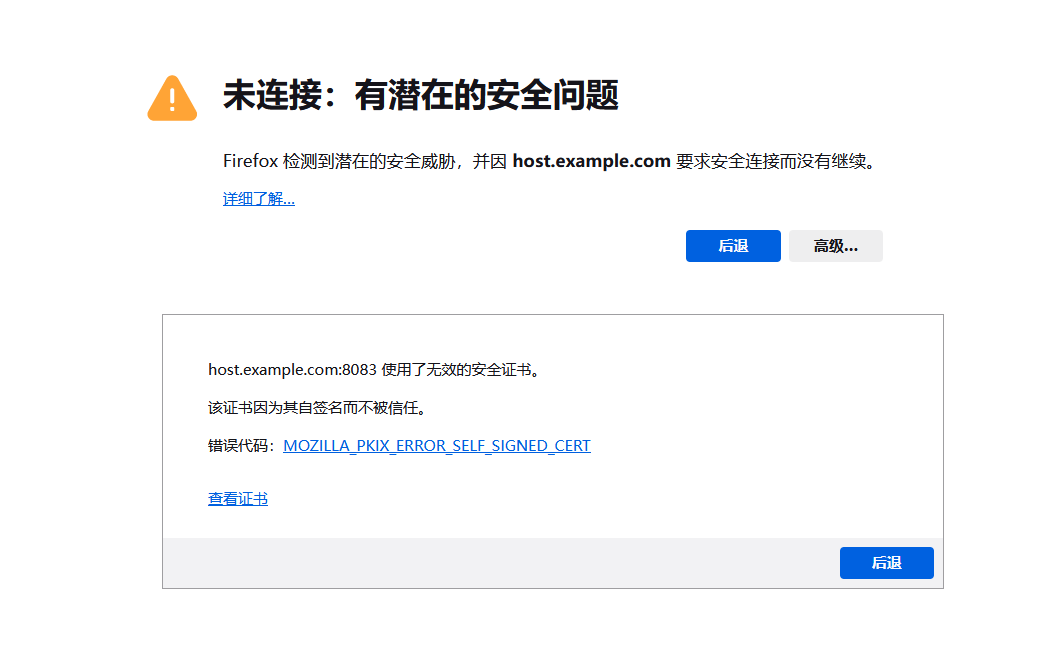 未连接：有潜在的安全问题
Firefox 检测到潜在的安全威胁，并因 host.example.com 要求安全连接而没有继续。
详细了解...
后退 高级...
host.example.com:8083 使用了无效的安全证书。
该证书因为其自签名而不被信任。
错误代码：MOZILLA_PKIX_ERROR_SELF_SIGNED_CERT
查看证书
后退